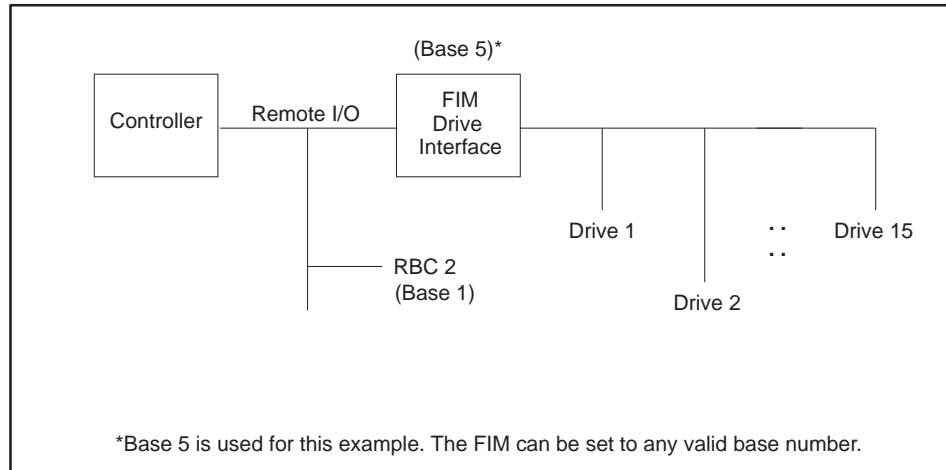 (Base 5)*
Controller
Remote I/O
FIM
Drive
Interface
Drive 1
Drive 15
RBC 2
(Base 1)
Drive 2
*Base 5 is used for this example. The FIM can be set to any valid base number.